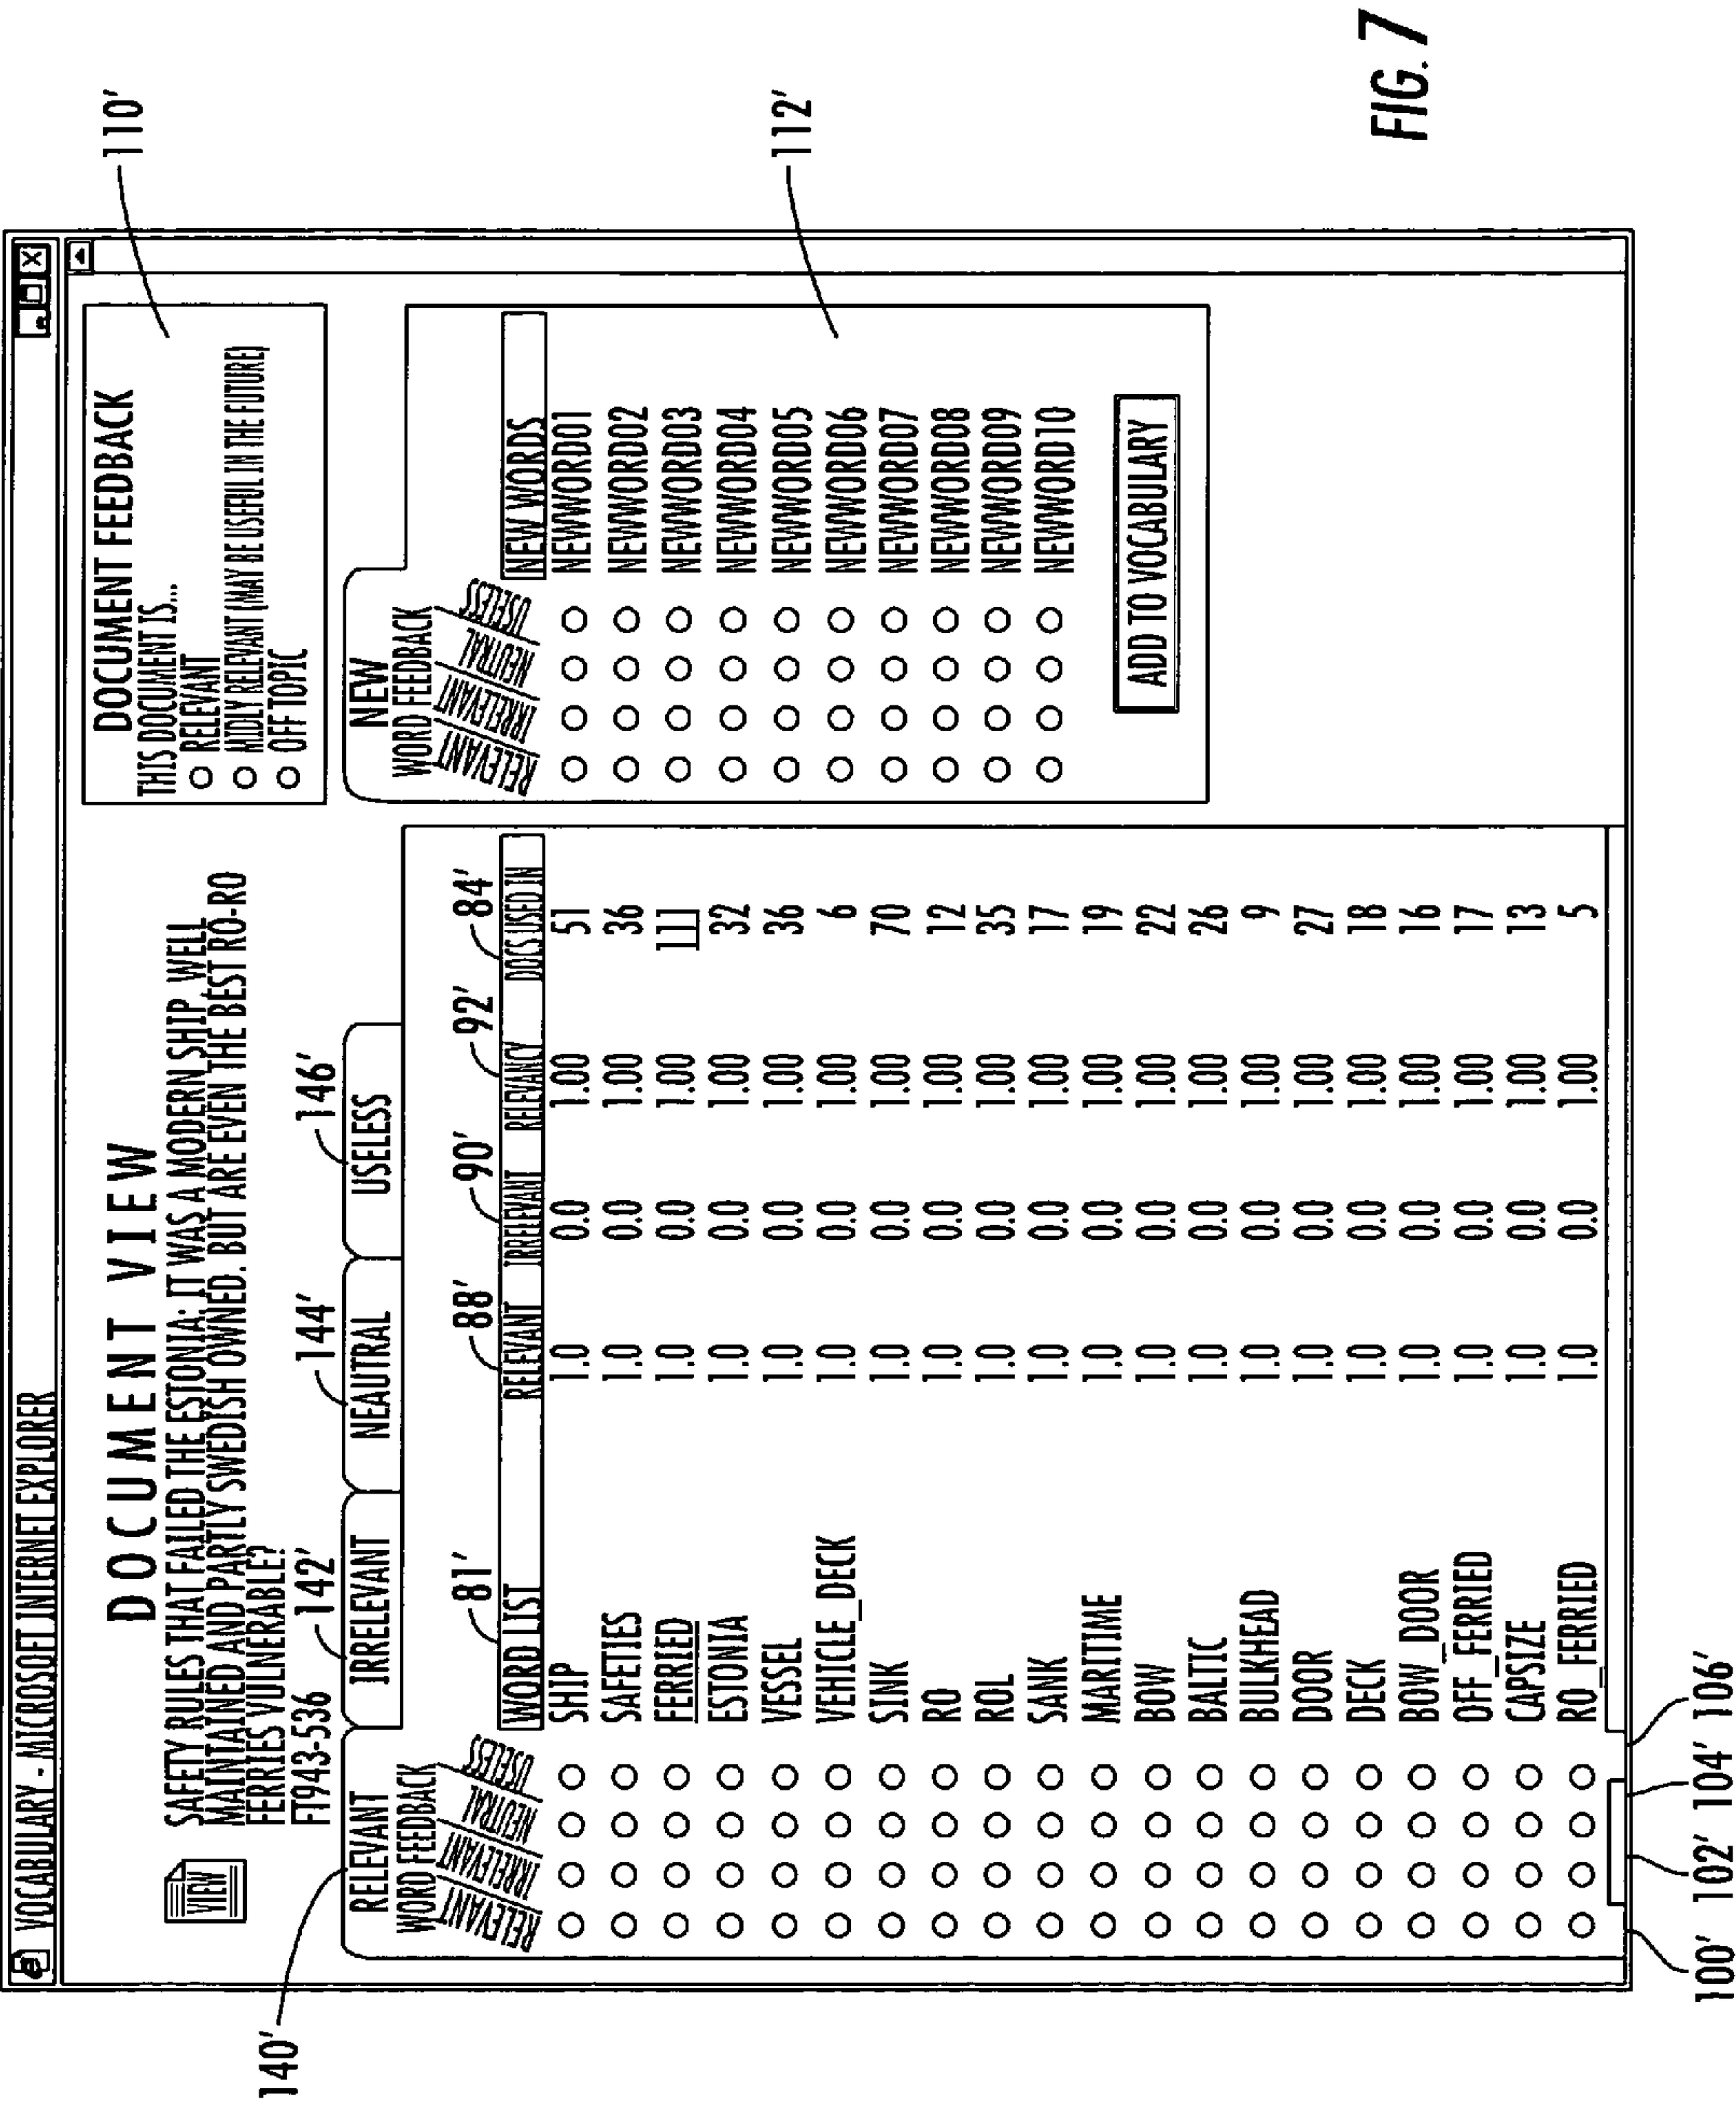 VOCABULARY - MICROSOFT INTERNET EXPLORER
X
110'
DOCUMENT VIEW
VIEW
SAFETY RULES THAT FAILED THE ESTONIA: IT WAS A MODERN SHIP, WELL
MAINTAINED AND PARTLY SWEDISH OWNED. BUT ARE EVEN THE BEST RO-RO
FERRIES VULNERABLE?
FT943-536
DOCUMENT FEEDBACK
THIS DOCUMENT IS...
RELEVANT
MIDLY RELEVANT (MAY BE USEFUL IN THE FUTURE)
OFF TOPIC
140'
142'
144'
146'
RELEVANT
IRRELEVANT
NEAUTRAL
USELESS
WORD FEEDBACK
RELEVANT IRRELEVANT NEUTRAL USELESS
81'
88'
90'
92'
84'
WORD LIST RELEVANT IRRELEVANT RELEVANCY DOCS USED IN
SHIP 1.0 0.0 1.00 51
SAFETIES 1.0 0.0 1.00 36
FERRIED 1.0 0.0 1.00 111
ESTONIA 1.0 0.0 1.00 32
VESSEL 1.0 0.0 1.00 36
VEHICLE_DECK 1.0 0.0 1.00 6
SINK 1.0 0.0 1.00 70
RO 1.0 0.0 1.00 12
ROL 1.0 0.0 1.00 35
SANK 1.0 0.0 1.00 17
MARITIME 1.0 0.0 1.00 19
BOW 1.0 0.0 1.00 22
BALTIC 1.0 0.0 1.00 26
BULKHEAD 1.0 0.0 1.00 9
DOOR 1.0 0.0 1.00 27
DECK 1.0 0.0 1.00 18
BOW_DOOR 1.0 0.0 1.00 16
OFF_FERRIED 1.0 0.0 1.00 17
CAPSIZE 1.0 0.0 1.00 13
RO_FERRIED 1.0 0.0 1.00 5
NEW
WORD FEEDBACK
RELEVANT IRRELEVANT NEUTRAL USELESS
NEW WORDS
NEWWORD01
NEWWORD02
NEWWORD03
NEWWORD04
NEWWORD05
NEWWORD06
NEWWORD07
NEWWORD08
NEWWORD09
NEWWORD10
ADD TO VOCABULARY
112'
100' 102' 104' 106'
FIG. 7